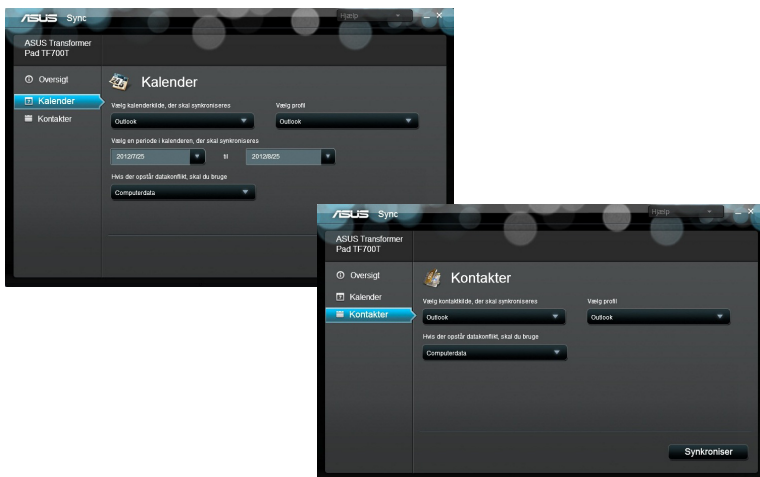 ASUS Sync
Hjælp
ASUS Transformer
Pad TF700T
Oversigt
Kalender
Kontakter
Kalender
Vælg kalenderkilde, der skal synkroniseres
Vælg profil
Outlook
Outlook
Vælg en periode i kalenderen, der skal synkroniseres
2012/7/25
til
2012/8/25
Hvis der opstår datakonflikt, skal du bruge
Computerdata
ASUS Sync
Hjælp
ASUS Transformer
Pad TF700T
Oversigt
Kalender
Kontakter
Kontakter
Vælg kontaktkilde, der skal synkroniseres
Vælg profil
Outlook
Outlook
Hvis der opstår datakonflikt, skal du bruge
Computerdata
Synkroniser